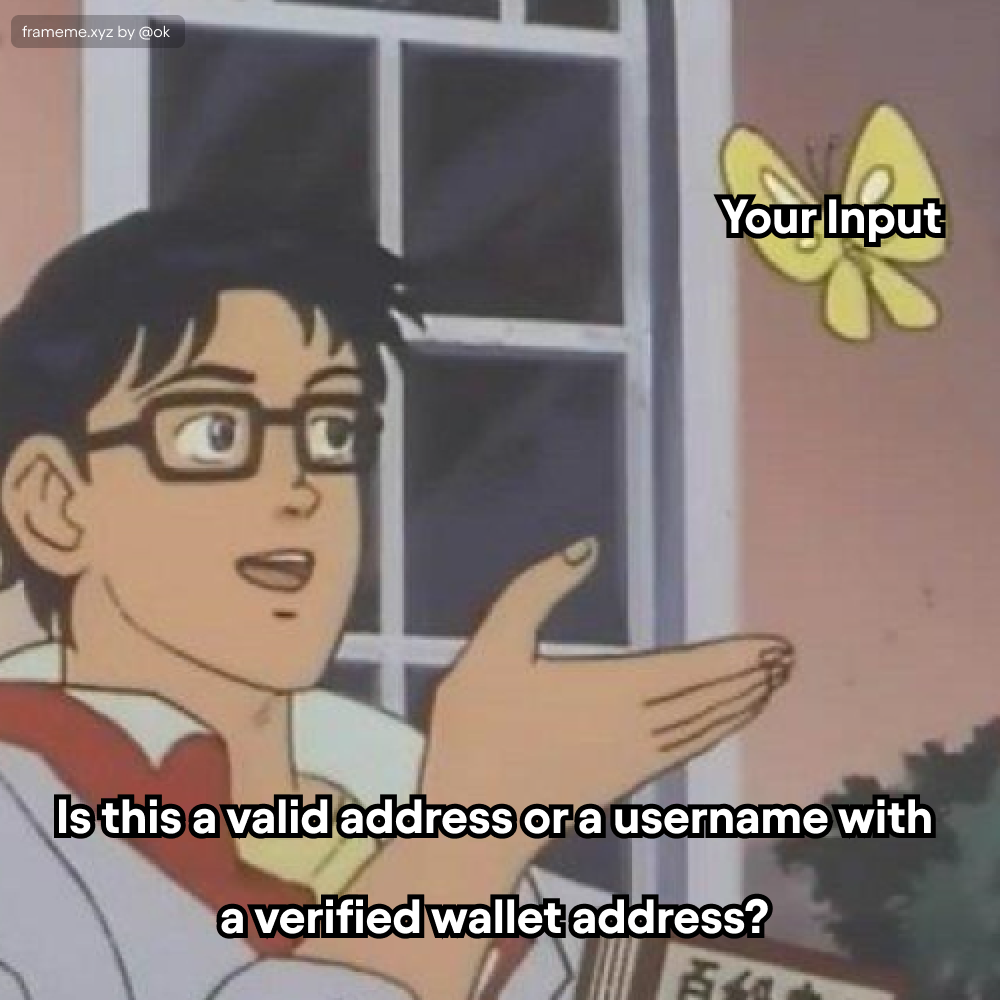 frameme.xyz by @ok
Your Input
Is this a valid address or a username with
a verified wallet address?